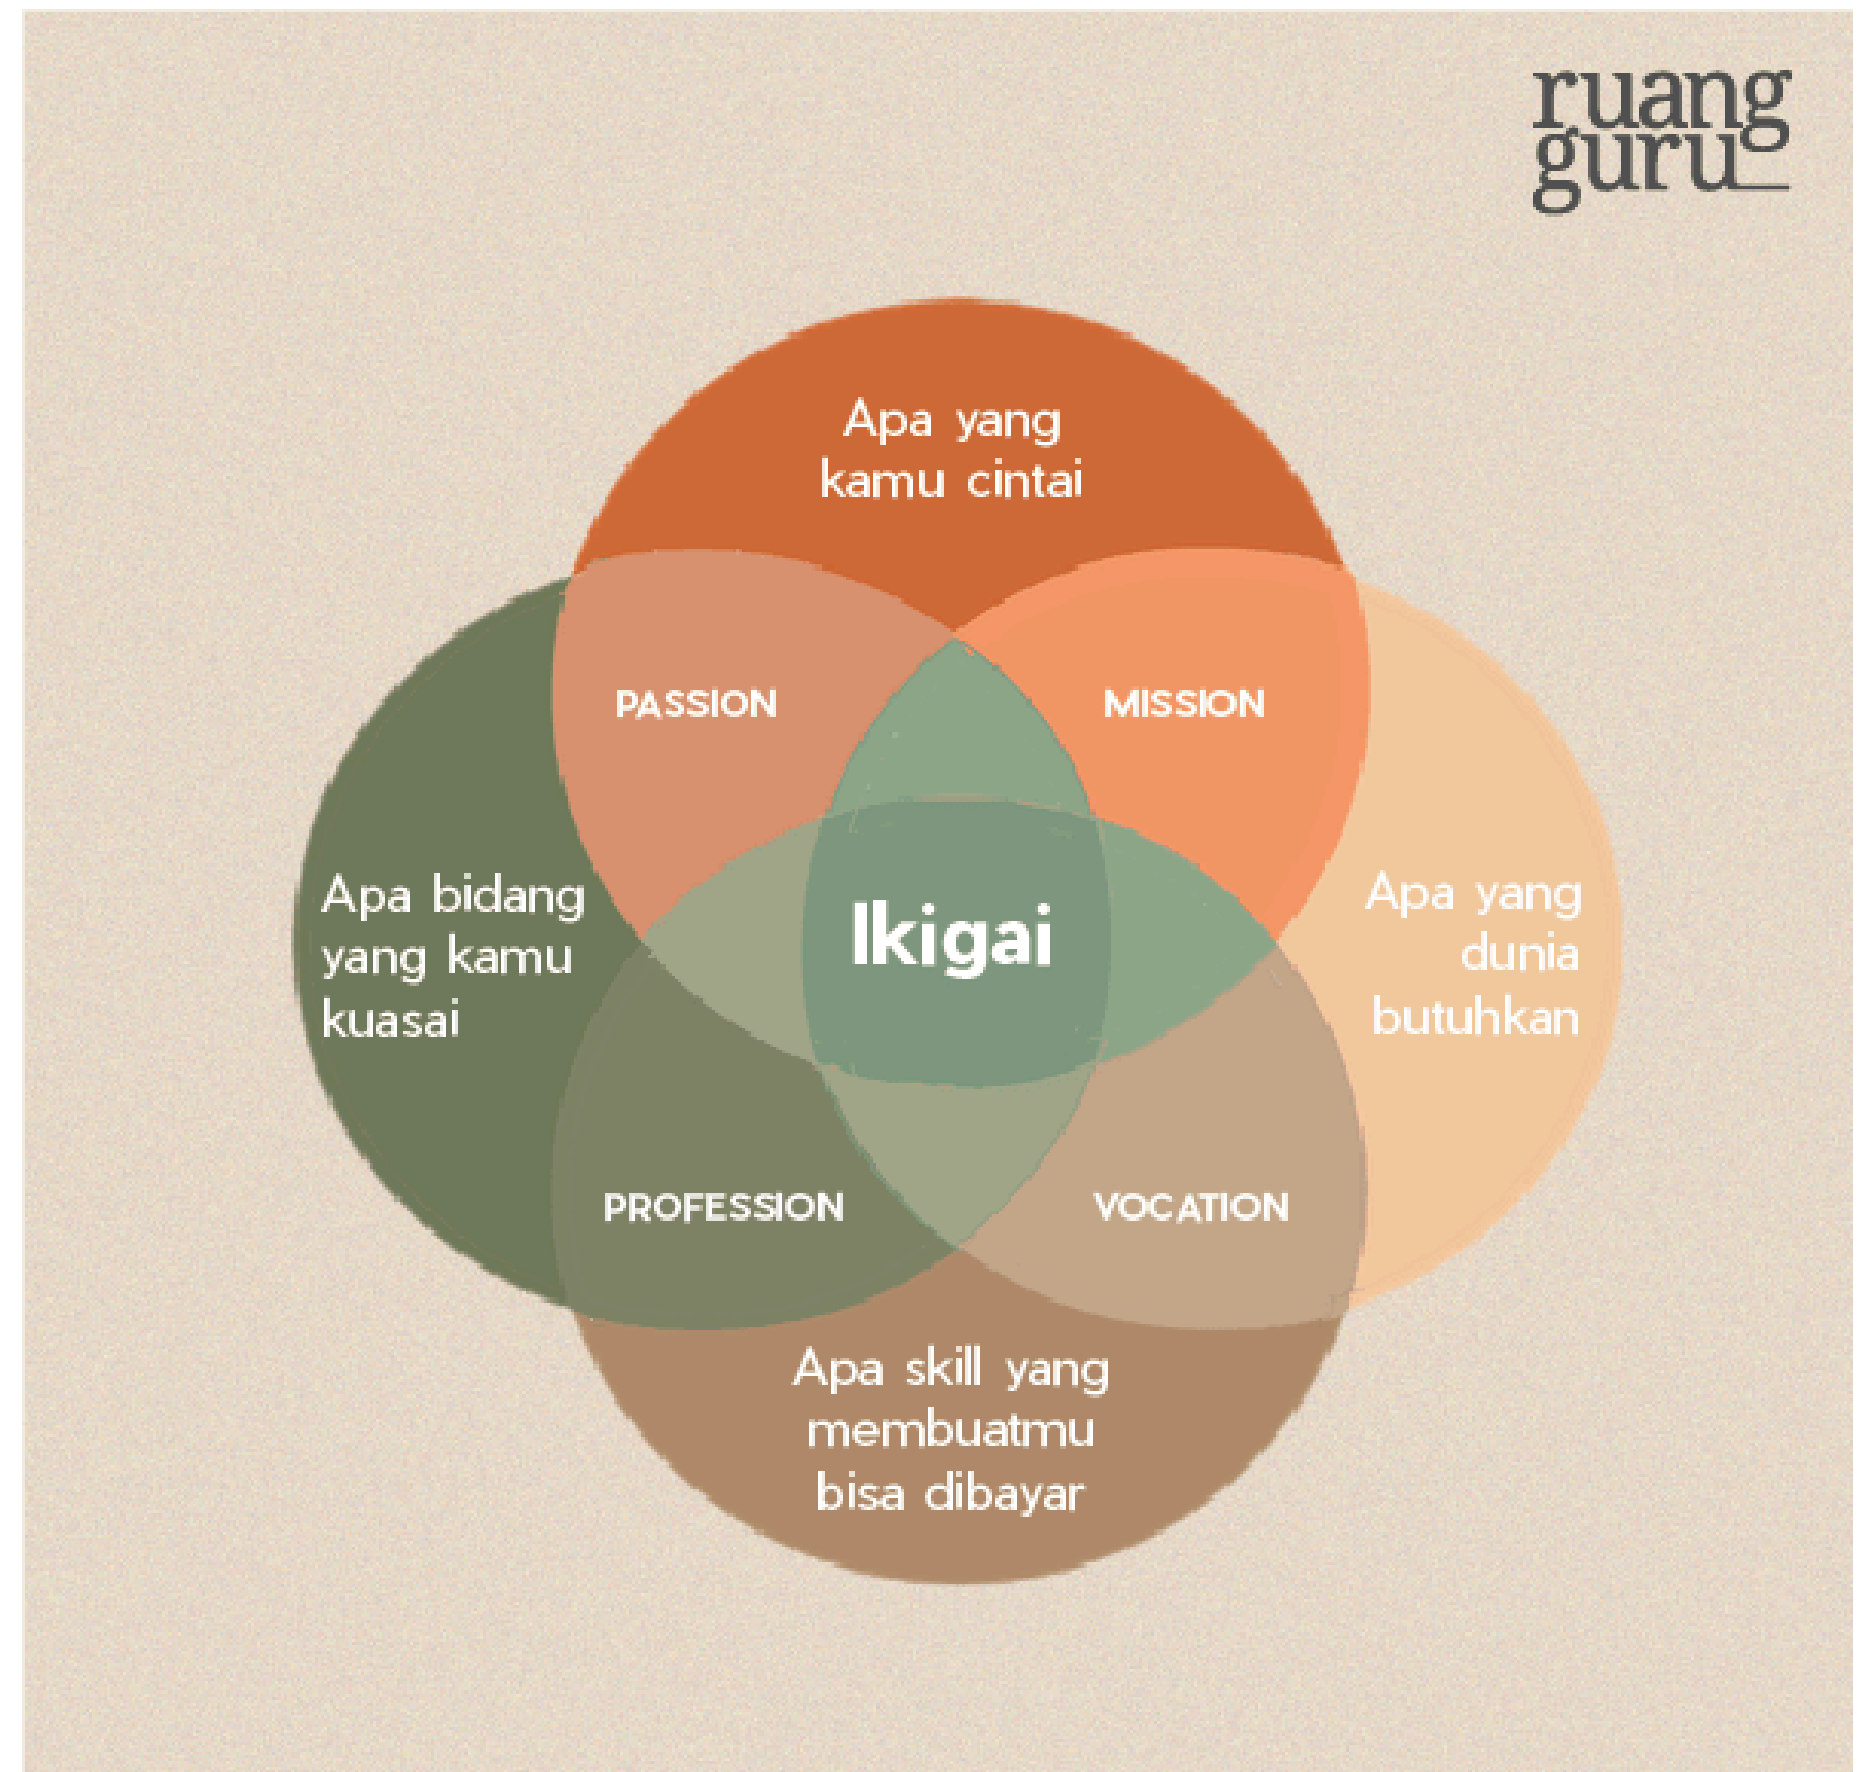 ruang
guru
Apa yang
kamu cintai
PASSION
MISSION
Apa bidang
yang kamu
kuasai
Ikigai
Apa yang
dunia
butuhkan
PROFESSION
VOCATION
Apa skill yang
membuatmu
bisa dibayar